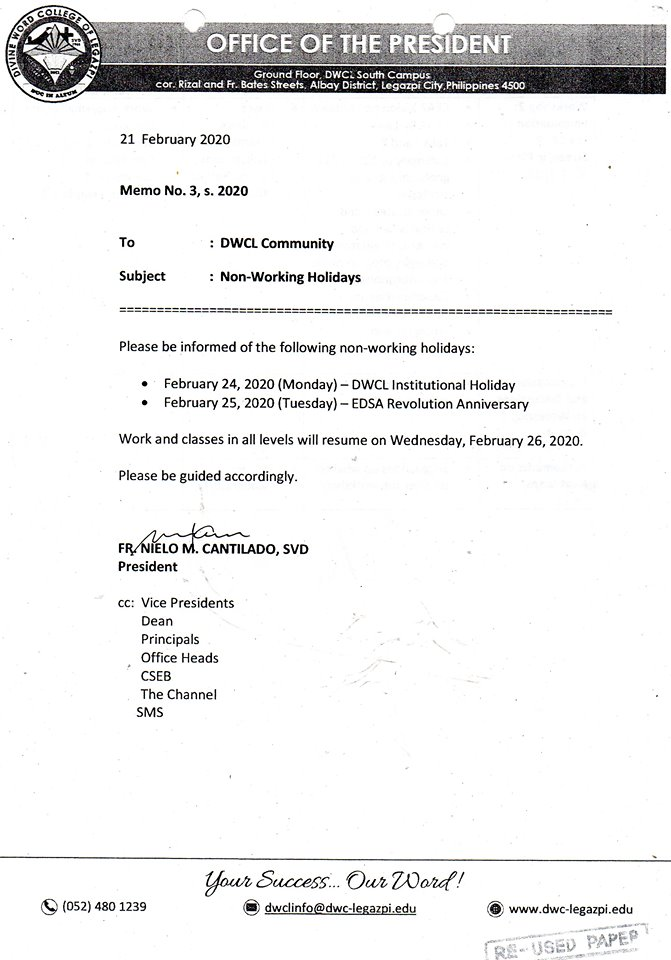 DIVINE WORD COLLEGE OF LEGAZPI
DUC IN ALTUM
OFFICE OF THE PRESIDENT
Ground Floor, DWCL South Campus
cor. Rizal and Fr. Bates Streets, Albay District, Legazpi City, Philippines 4500
21 February 2020
Memo No. 3, s. 2020
To : DWCL Community
Subject : Non-Working Holidays
==================================================================
Please be informed of the following non-working holidays:
• February 24, 2020 (Monday) – DWCL Institutional Holiday
• February 25, 2020 (Tuesday) – EDSA Revolution Anniversary
Work and classes in all levels will resume on Wednesday, February 26, 2020.
Please be guided accordingly.
FR. NIELO M. CANTILADO, SVD
President
cc: Vice Presidents
Dean
Principals
Office Heads
CSEB
The Channel
SMS
Your Success... Our Word!
(052) 480 1239 dwclinfo@dwc-legazpi.edu www.dwc-legazpi.edu
RE-USED PAPER